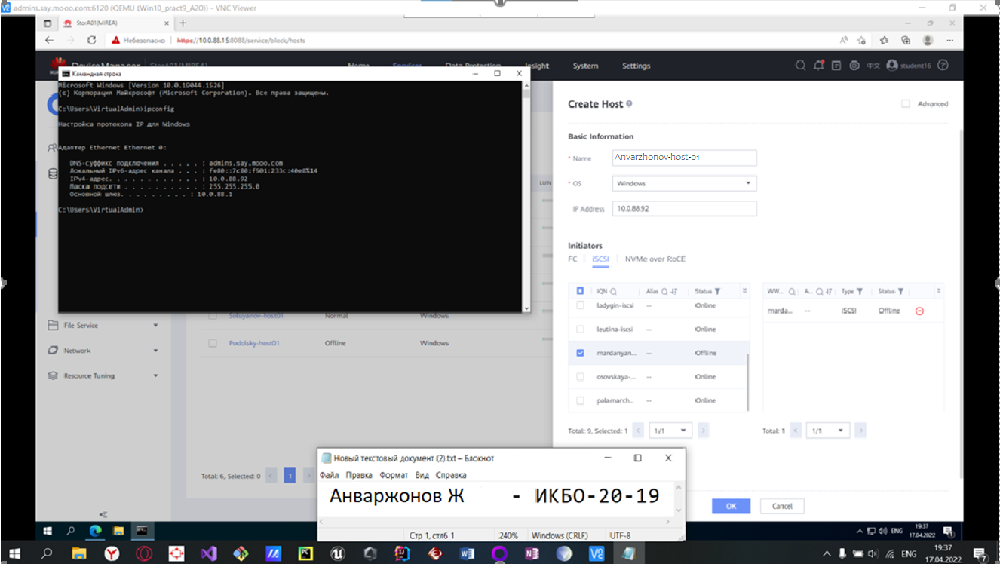 admins.say.mooo.com:6120 (QEMU (Win10_pract9_A20)) – VNC Viewer
StorA01(MIREA)
Небезопасно
https://10.0.88.15:8088/service/block/hosts
DeviceManager StorA01(MIREA) Home Services Data Protection Insight System Settings 中文 student16
Командная строка
Microsoft Windows [Version 10.0.19044.1526]
(c) Корпорация Майкрософт (Microsoft Corporation). Все права защищены.
C:\Users\VirtualAdmin>ipconfig
Настройка протокола IP для Windows
Адаптер Ethernet Ethernet 0:
DNS-суффикс подключения . . . . . : admins.say.mooo.com
Локальный IPv6-адрес канала . . . : fe80::7c80:f501:233c:40e8%14
IPv4-адрес. . . . . . . . . . . . : 10.0.88.92
Маска подсети . . . . . . . . . . : 255.255.255.0
Основной шлюз. . . . . . . . . : 10.0.88.1
C:\Users\VirtualAdmin>
LUN
Soluyanov-host01 Normal Windows
Podolsky-host01 Offline Windows
File Service
Network
Resource Tuning
Total: 6, Selected: 0 1
Create Host
Advanced
Basic Information
* Name Anvarzhonov-host-01
* OS Windows
IP Address 10.0.88.92
Initiators
FC iSCSI NVMe over RoCE
IQN Alias Status
ladygin-iscsi -- Online
leutina-iscsi -- Online
mardanyan... -- Offline
osovskaya-... -- Online
palamarch... -- Online
Total: 9, Selected: 1 1/1
WW... A... Type Status
marda... -- iSCSI Offline
Total: 1 1/1
OK Cancel
Новый текстовый документ (2).txt – Блокнот
Файл Правка Формат Вид Справка
Анваржонов Ж - ИКБО-20-19
Стр 1, стлб 1 240% Windows (CRLF) UTF-8
ENG 19:37
17.04.2022
ENG 19:37
17.04.2022
7